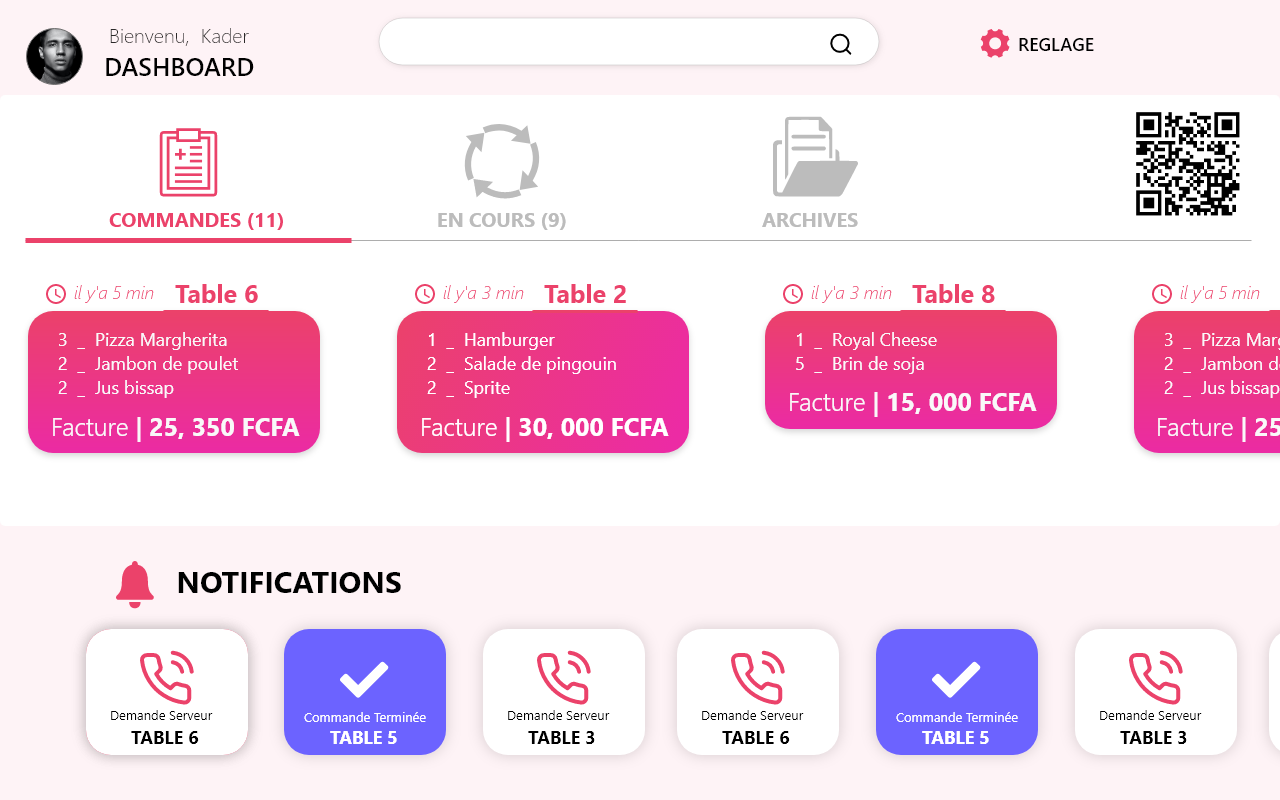 Bienvenu, Kader
DASHBOARD
REGLAGE
COMMANDES (11)
EN COURS (9)
ARCHIVES
il y'a 5 min Table 6
3 _ Pizza Margherita
2 _ Jambon de poulet
2 _ Jus bissap
Facture | 25, 350 FCFA
il y'a 3 min Table 2
1 _ Hamburger
2 _ Salade de pingouin
2 _ Sprite
Facture | 30, 000 FCFA
il y'a 3 min Table 8
1 _ Royal Cheese
5 _ Brin de soja
Facture | 15, 000 FCFA
il y'a 5 min
3 _ Pizza
2 _ Jambon
2 _ Jus bissap
Facture |
NOTIFICATIONS
Demande Serveur
TABLE 6
Commande Terminée
TABLE 5
Demande Serveur
TABLE 3
Demande Serveur
TABLE 6
Commande Terminée
TABLE 5
Demande Serveur
TABLE 3